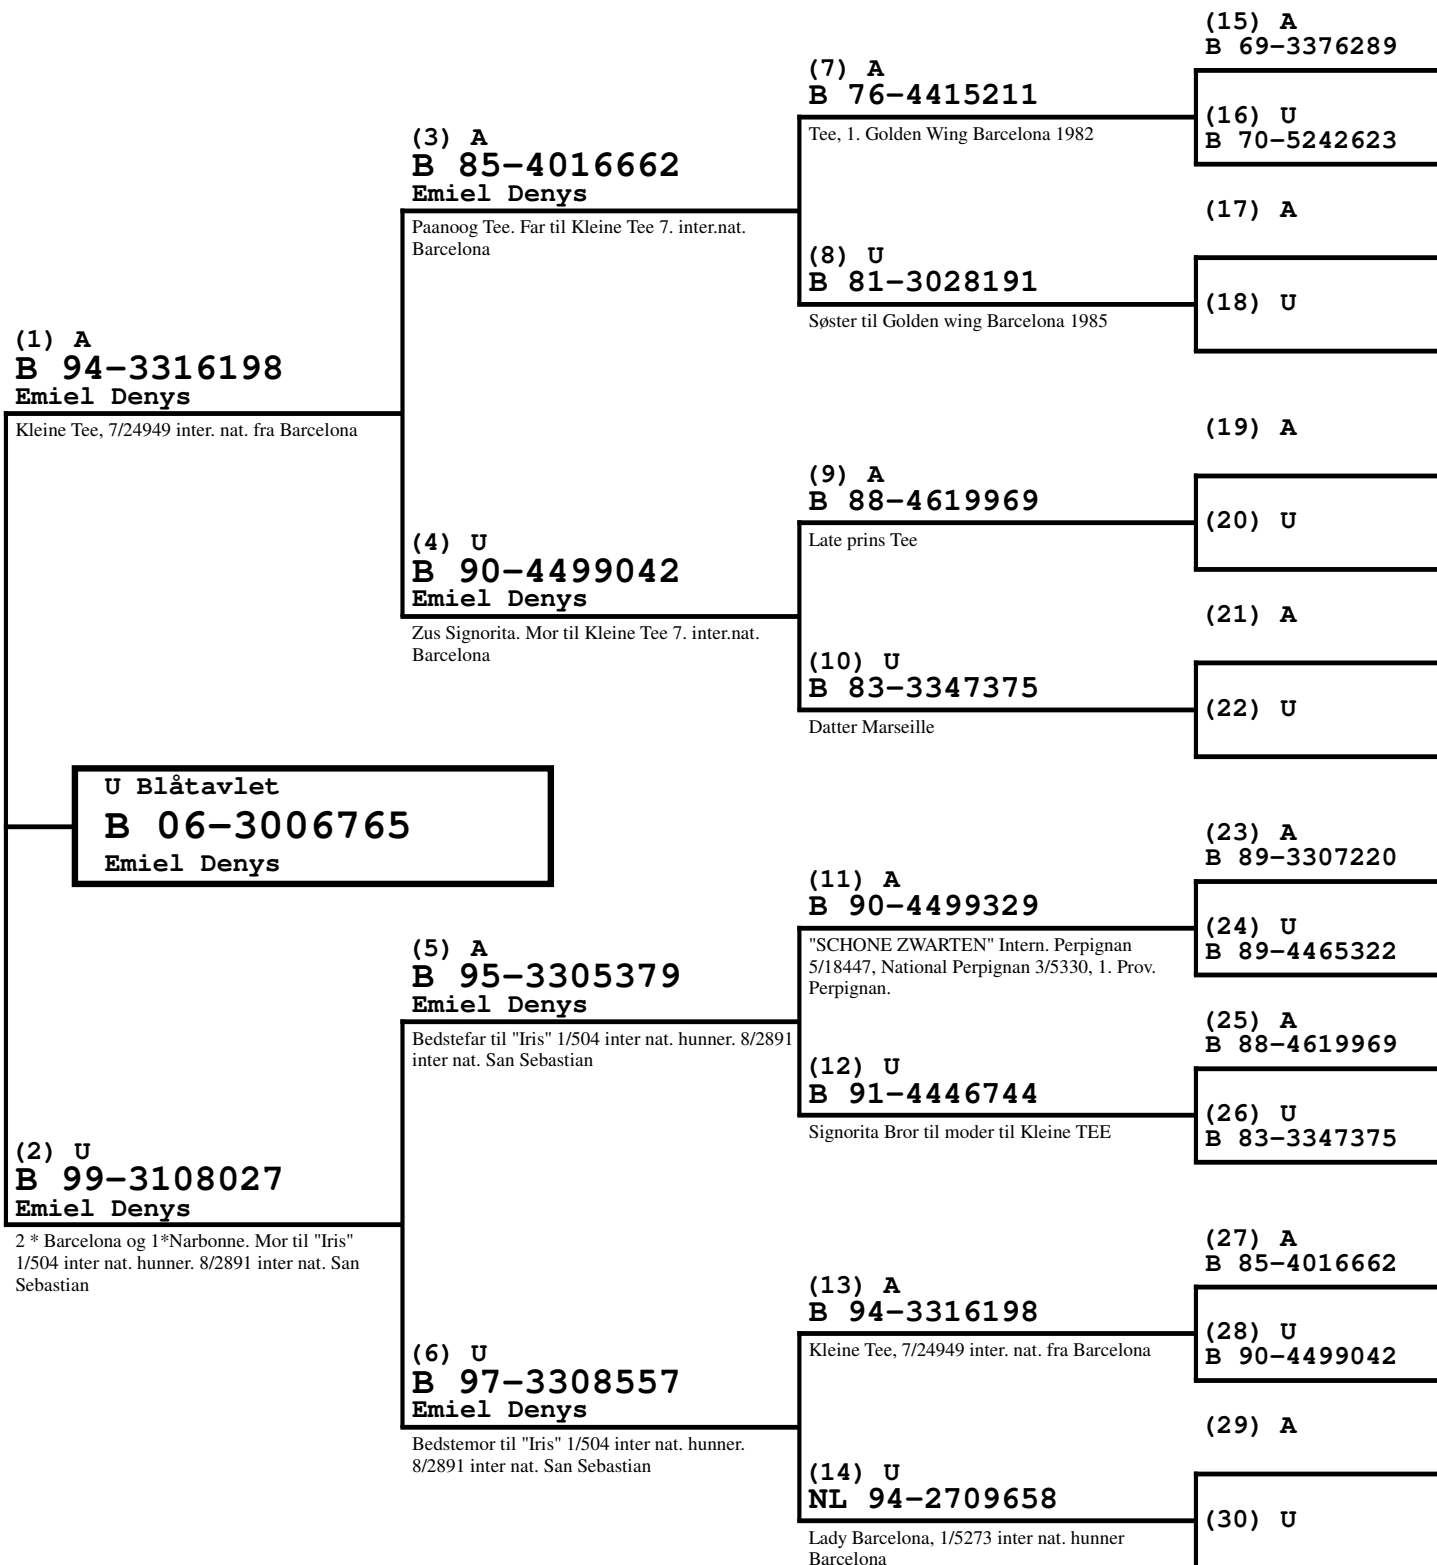 (1) A
B 94-3316198
Emiel Denys
Kleine Tee, 7/24949 inter. nat. fra Barcelona
U Blåtavlet
B 06-3006765
Emiel Denys
(2) U
B 99-3108027
Emiel Denys
2 * Barcelona og 1*Narbonne. Mor til "Iris"
1/504 inter nat. hunner. 8/2891 inter nat. San
Sebastian
(3) A
B 85-4016662
Emiel Denys
Paanoog Tee. Far til Kleine Tee 7. inter.nat.
Barcelona
(4) U
B 90-4499042
Emiel Denys
Zus Signorita. Mor til Kleine Tee 7. inter.nat.
Barcelona
(5) A
B 95-3305379
Emiel Denys
Bedstefar til "Iris" 1/504 inter nat. hunner. 8/2891
inter nat. San Sebastian
(6) U
B 97-3308557
Emiel Denys
Bedstemor til "Iris" 1/504 inter nat. hunner.
8/2891 inter nat. San Sebastian
(7) A
B 76-4415211
Tee, 1. Golden Wing Barcelona 1982
(8) U
B 81-3028191
Søster til Golden wing Barcelona 1985
(9) A
B 88-4619969
Late prins Tee
(10) U
B 83-3347375
Datter Marseille
(11) A
B 90-4499329
"SCHONE ZWARTEN" Intern. Perpignan
5/18447, National Perpignan 3/5330, 1. Prov.
Perpignan.
(12) U
B 91-4446744
Signorita Bror til moder til Kleine TEE
(13) A
B 94-3316198
Kleine Tee, 7/24949 inter. nat. fra Barcelona
(14) U
NL 94-2709658
Lady Barcelona, 1/5273 inter nat. hunner
Barcelona
(15) A
B 69-3376289
(16) U
B 70-5242623
(17) A
(18) U
(19) A
(20) U
(21) A
(22) U
(23) A
B 89-3307220
(24) U
B 89-4465322
(25) A
B 88-4619969
(26) U
B 83-3347375
(27) A
B 85-4016662
(28) U
B 90-4499042
(29) A
(30) U